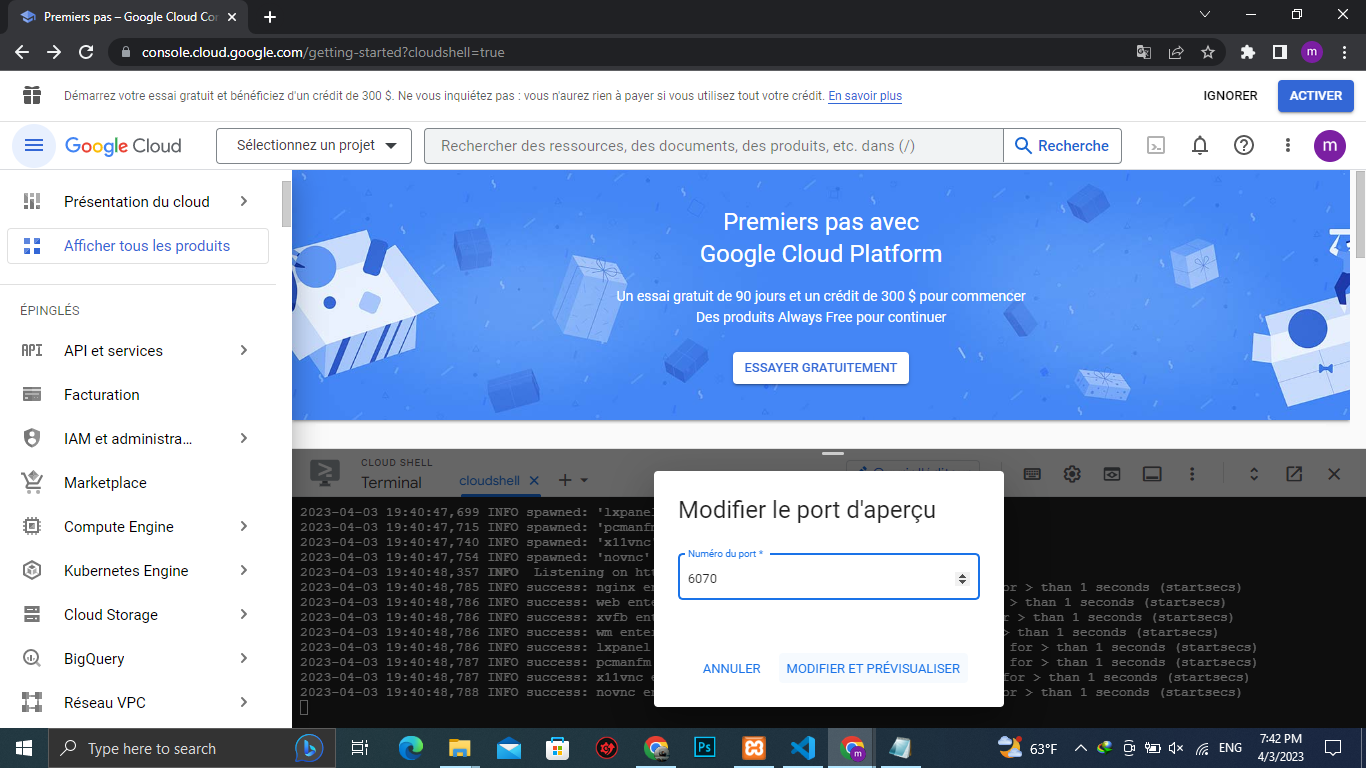 Premiers pas – Google Cloud Con
console.cloud.google.com/getting-started?cloudshell=true
m
Démarrez votre essai gratuit et bénéficiez d'un crédit de 300 $. Ne vous inquiétez pas : vous n'aurez rien à payer si vous utilisez tout votre crédit. En savoir plus
IGNORER
ACTIVER
Google Cloud
Sélectionnez un projet
Rechercher des ressources, des documents, des produits, etc. dans (/)
Recherche
m
Présentation du cloud
Afficher tous les produits
ÉPINGLÉS
API API et services
Facturation
IAM et administra...
Marketplace
Compute Engine
Kubernetes Engine
Cloud Storage
BigQuery
Réseau VPC
Premiers pas avec
Google Cloud Platform
Un essai gratuit de 90 jours et un crédit de 300 $ pour commencer
Des produits Always Free pour continuer
ESSAYER GRATUITEMENT
CLOUD SHELL
Terminal
cloudshell
2023-04-03 19:40:47,699 INFO spawned: 'lxpanel
2023-04-03 19:40:47,715 INFO spawned: 'pcmanfm
2023-04-03 19:40:47,740 INFO spawned: 'x11vnc'
2023-04-03 19:40:47,754 INFO spawned: 'novnc'
2023-04-03 19:40:48,357 INFO Listening on htt
2023-04-03 19:40:48,785 INFO success: nginx en or > than 1 seconds (startsecs)
2023-04-03 19:40:48,786 INFO success: web ente > than 1 seconds (startsecs)
2023-04-03 19:40:48,786 INFO success: xvfb ent r > than 1 seconds (startsecs)
2023-04-03 19:40:48,786 INFO success: wm enter > than 1 seconds (startsecs)
2023-04-03 19:40:48,786 INFO success: lxpanel for > than 1 seconds (startsecs)
2023-04-03 19:40:48,787 INFO success: pcmanfm for > than 1 seconds (startsecs)
2023-04-03 19:40:48,787 INFO success: x11vnc e for > than 1 seconds (startsecs)
2023-04-03 19:40:48,788 INFO success: novnc en or > than 1 seconds (startsecs)
Modifier le port d'aperçu
Numéro du port *
6070
ANNULER
MODIFIER ET PRÉVISUALISER
Type here to search
Ps
m
63°F
ENG
7:42 PM
4/3/2023